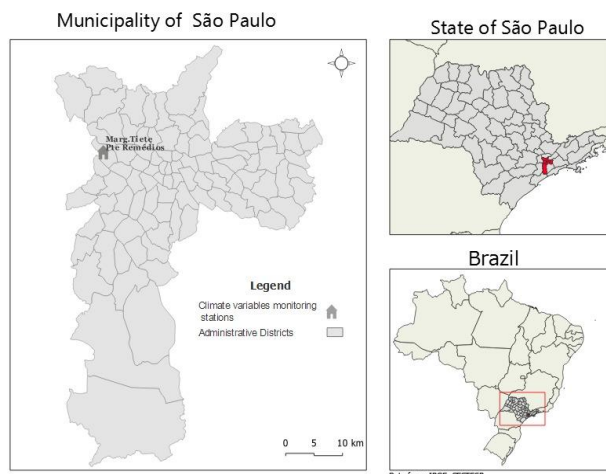 Municipality of São Paulo
Marg.Tiete
Pte Remédios
Legend
Climate variables monitoring
stations
Administrative Districts
0 5 10 km
State of São Paulo
Brazil